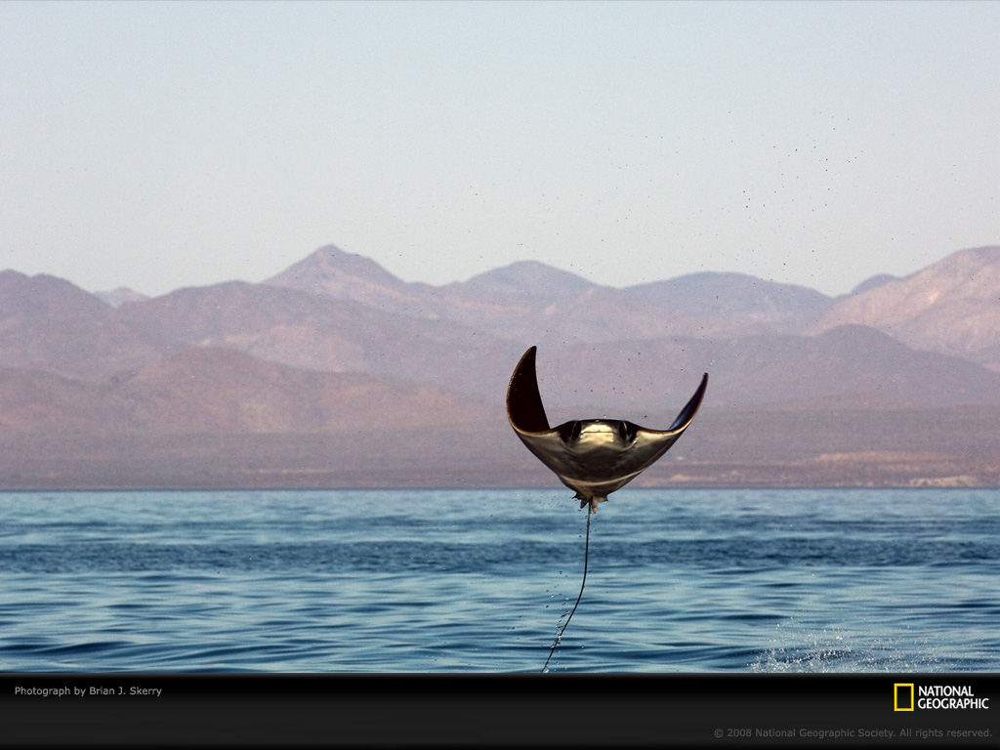 Photograph by Brian J. Skerry
NATIONAL
GEOGRAPHIC
© 2008 National Geographic Society. All rights reserved.